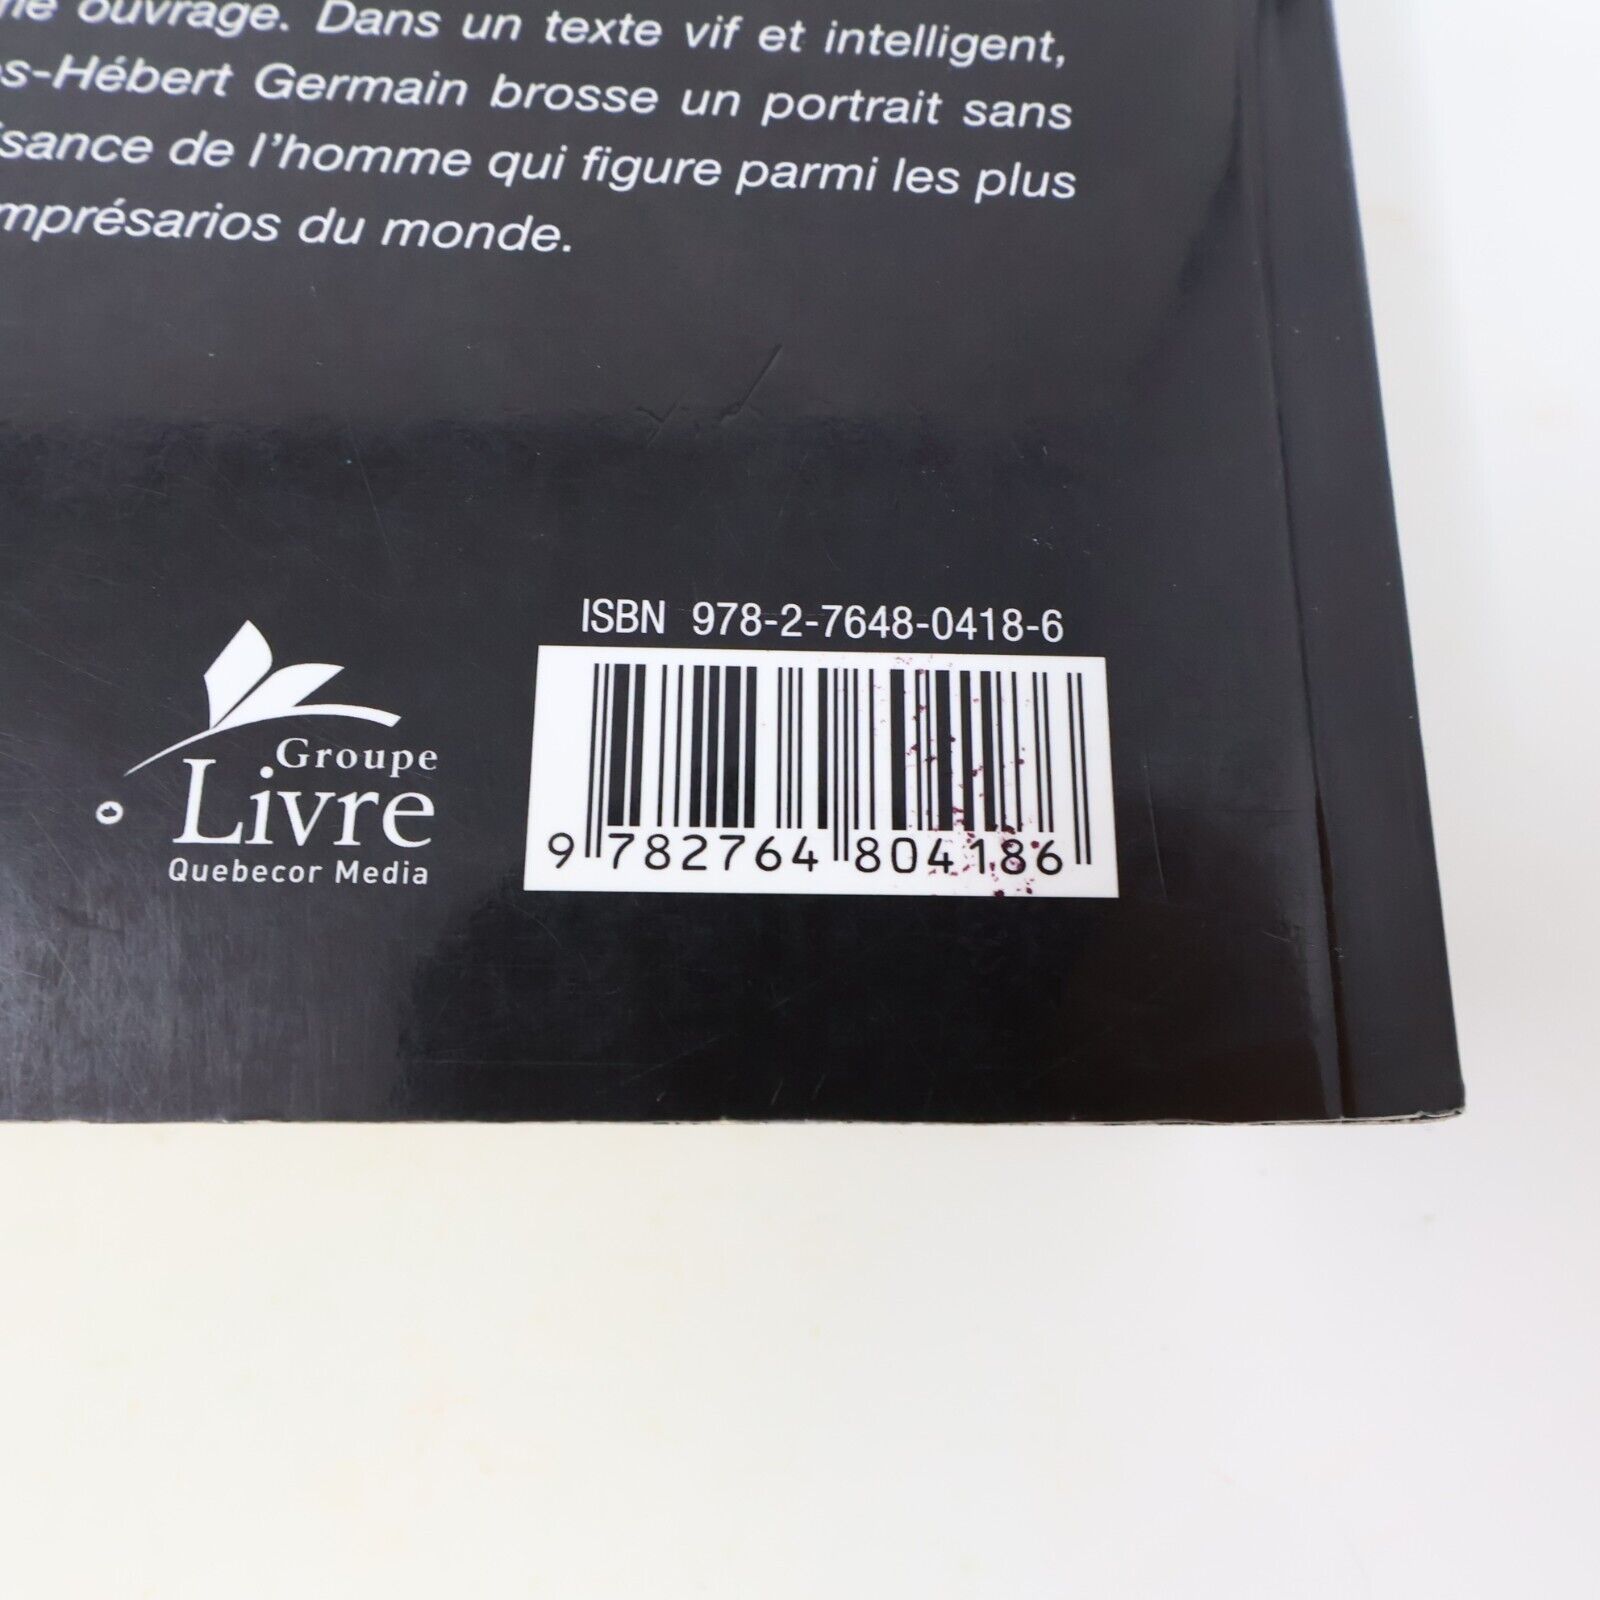 ouvrage. Dans un texte vif et intelligent,
s-Hébert Germain brosse un portrait sans
sance de l'homme qui figure parmi les plus
mprésarios du monde.
ISBN 978-2-7648-0418-6
Groupe
Livre
Quebecor Media
9 782764 804186